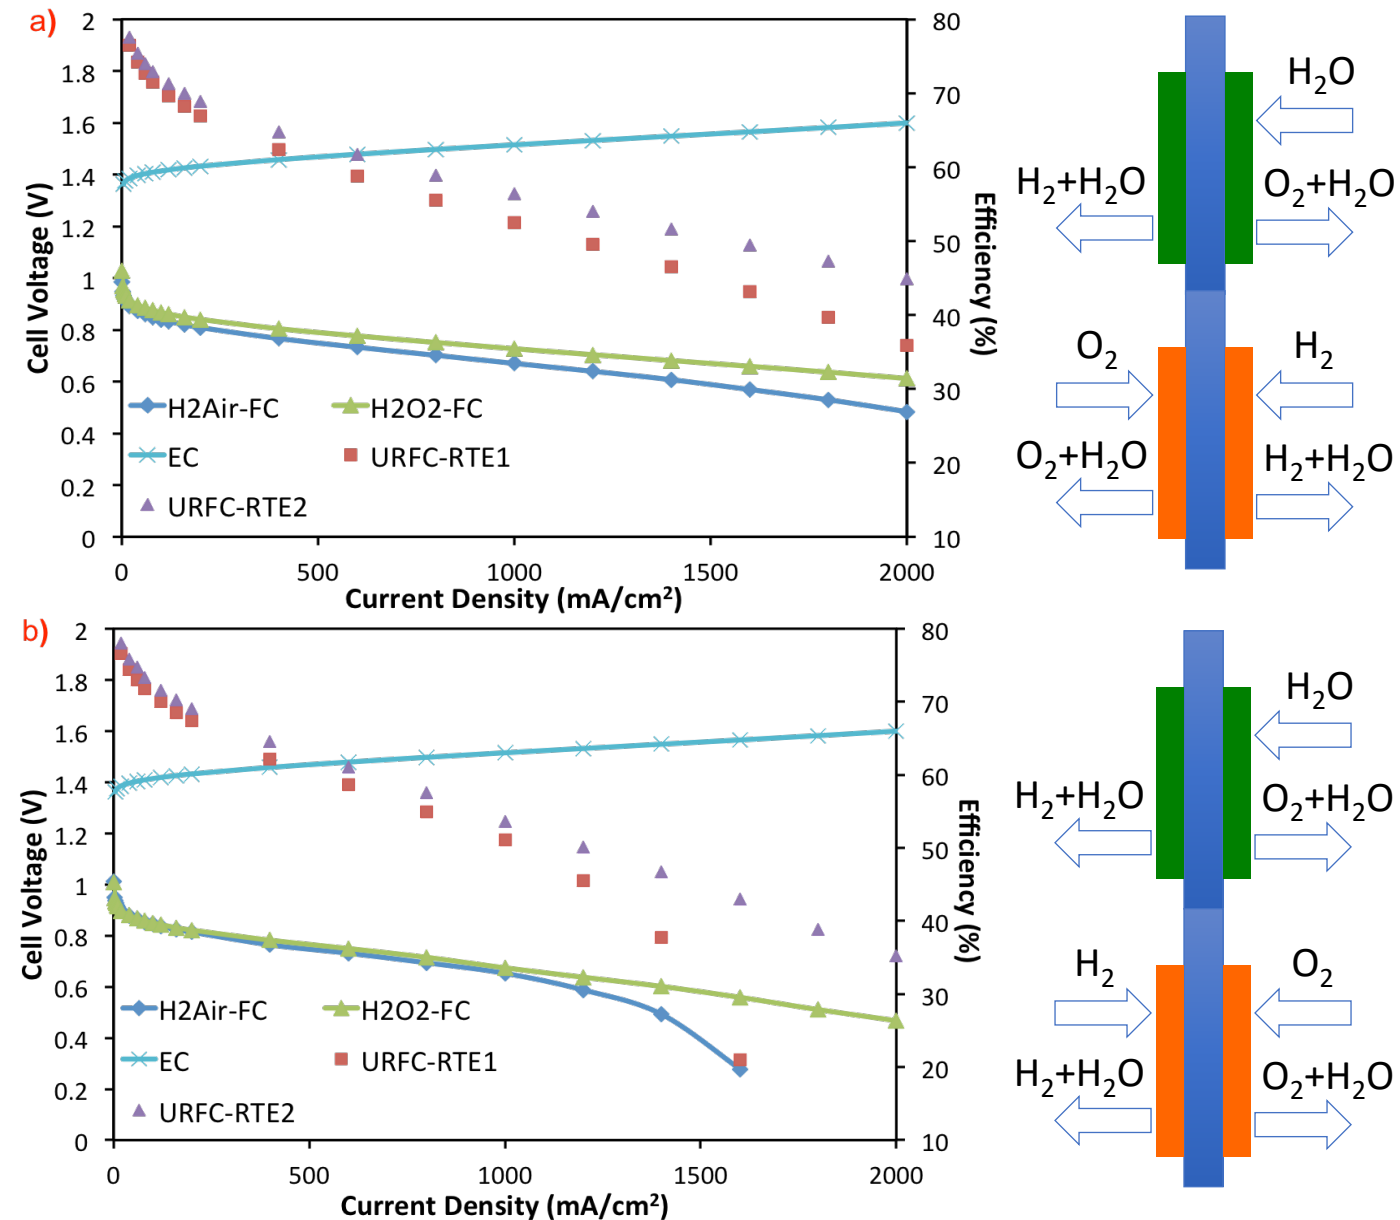 a)
2
1.8
1.6
1.4
1.2
1
0.8
0.6
0.4
0.2
0
Cell Voltage (V)
80
70
60
50
40
30
20
10
Efficiency (%)
0 500 1000 1500 2000
Current Density (mA/cm²)
H2Air-FC H2O2-FC
EC URFC-RTE1
URFC-RTE2
H₂O
H₂+H₂O O₂+H₂O
O₂ H₂
O₂+H₂O H₂+H₂O
b)
2
1.8
1.6
1.4
1.2
1
0.8
0.6
0.4
0.2
0
Cell Voltage (V)
80
70
60
50
40
30
20
10
Efficiency (%)
0 500 1000 1500 2000
Current Density (mA/cm²)
H2Air-FC H2O2-FC
EC URFC-RTE1
URFC-RTE2
H₂O
H₂+H₂O O₂+H₂O
H₂ O₂
H₂+H₂O O₂+H₂O